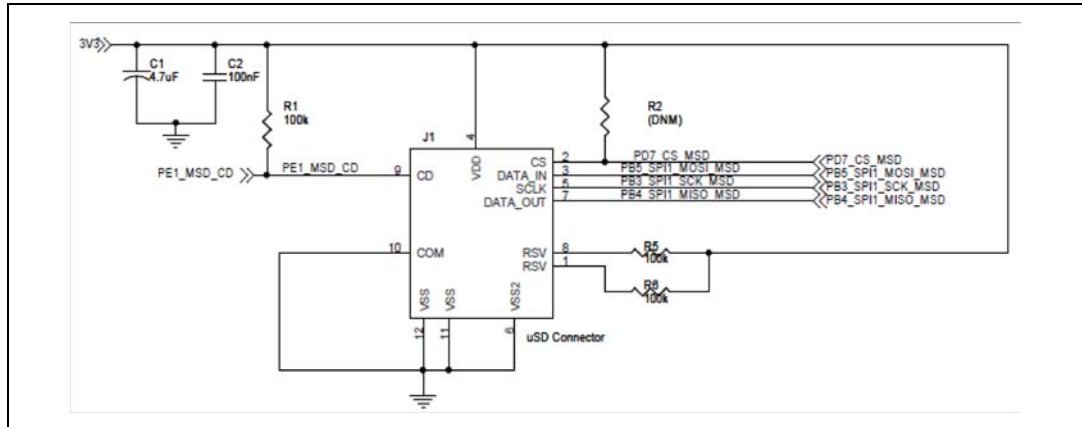 3V3
C1
4.7uF
C2
100nF
R1
100k
R2
(DNM)
J1
4
VDD
PE1_MSD_CD
PE1_MSD_CD
9
CD
CS
2
PD7_CS_MSD
PD7_CS_MSD
DATA_IN
3
PB5_SPI1_MOSI_MSD
PB5_SPI1_MOSI_MSD
SCLK
5
PB3_SPI1_SCK_MSD
PB3_SPI1_SCK_MSD
DATA_OUT
7
PB4_SPI1_MISO_MSD
PB4_SPI1_MISO_MSD
10
COM
RSV
8
R5
100k
RSV
1
R6
100k
VSS
VSS
VSS2
12
11
6
uSD Connector